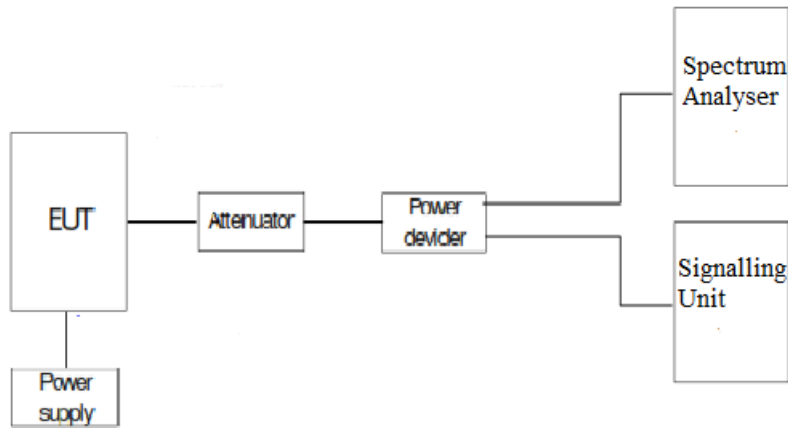 Spectrum
Analyser
EUT
Attenuator
Power
devider
Signalling
Unit
Power
supply